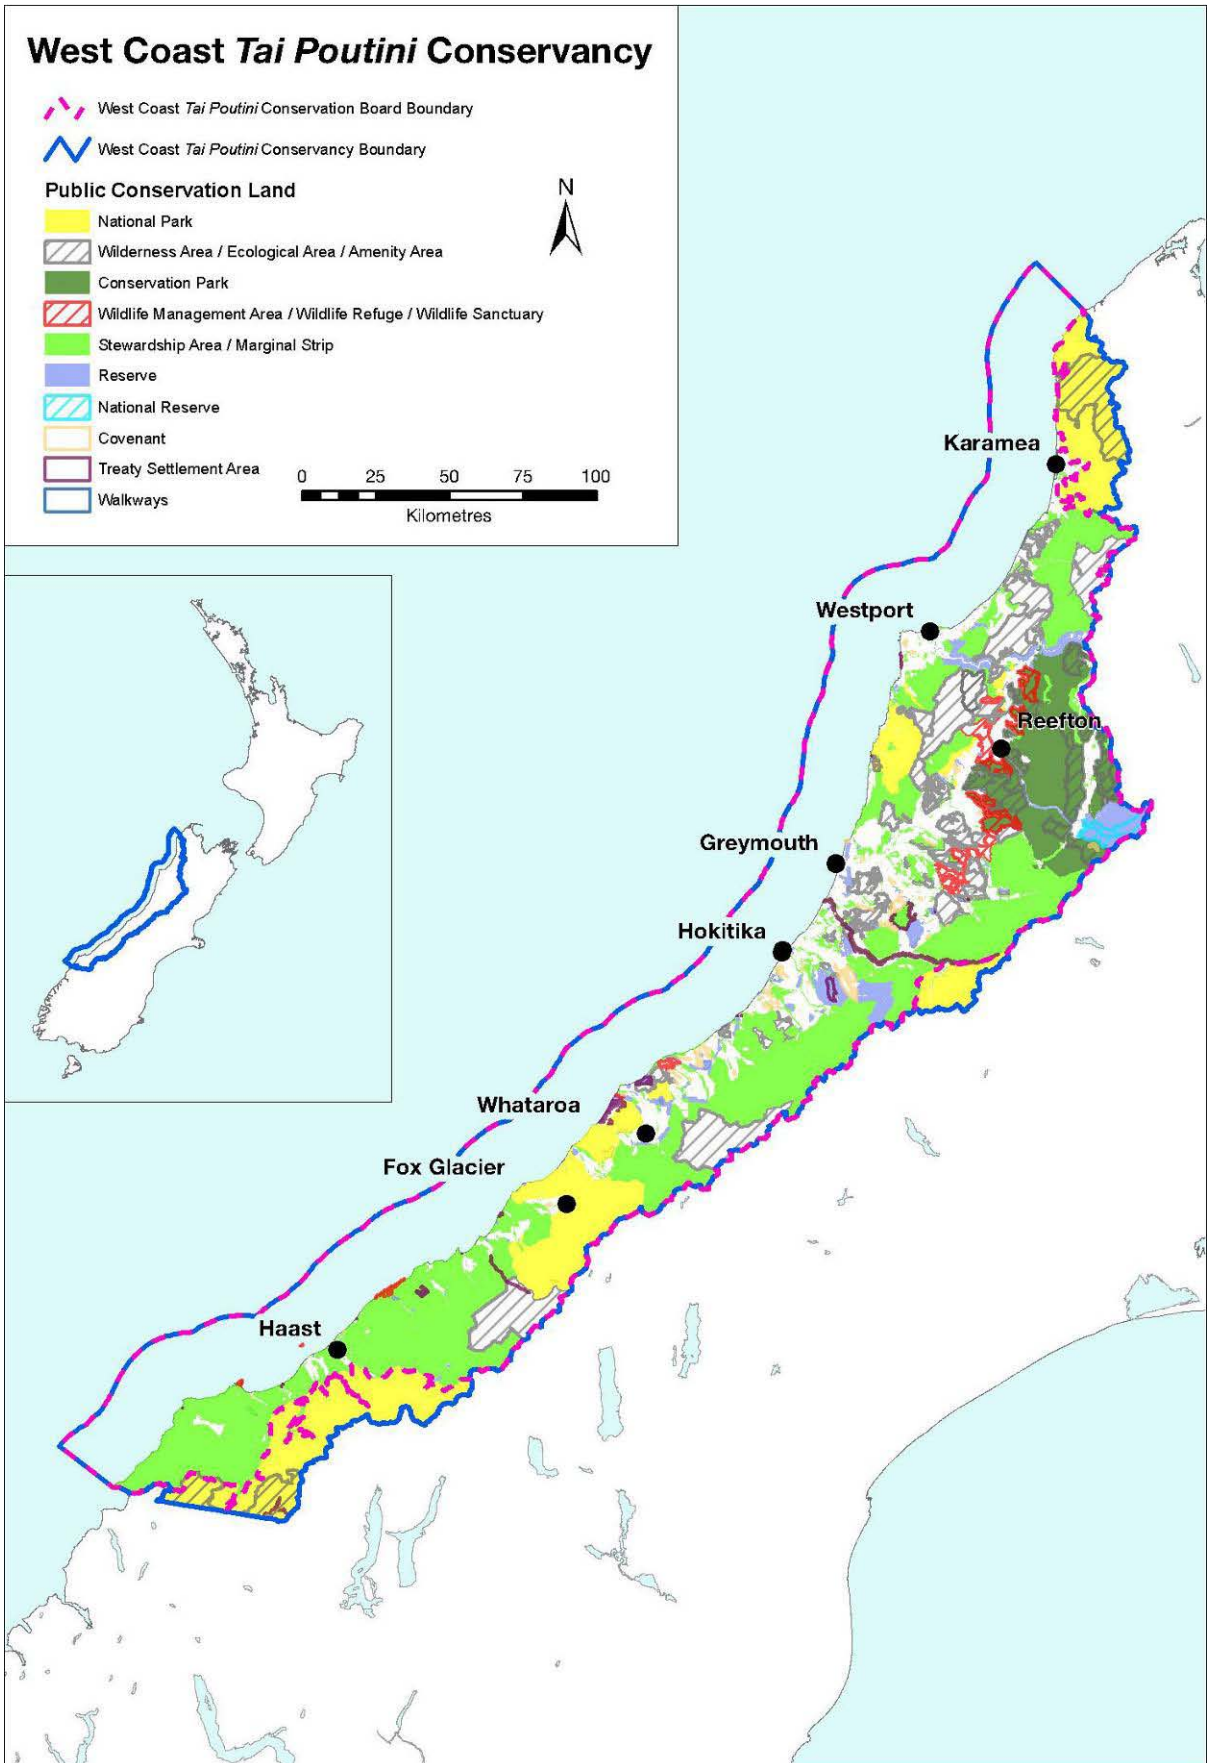 West Coast Tai Poutini Conservancy
West Coast Tai Poutini Conservation Board Boundary
West Coast Tai Poutini Conservancy Boundary
Public Conservation Land
N
National Park
Wilderness Area / Ecological Area / Amenity Area
Conservation Park
Wildlife Management Area / Wildlife Refuge / Wildlife Sanctuary
Stewardship Area / Marginal Strip
Reserve
National Reserve
Covenant
Treaty Settlement Area
Walkways
0 25 50 75 100
Kilometres
Karamea
Westport
Reefton
Greymouth
Hokitika
Whataroa
Fox Glacier
Haast